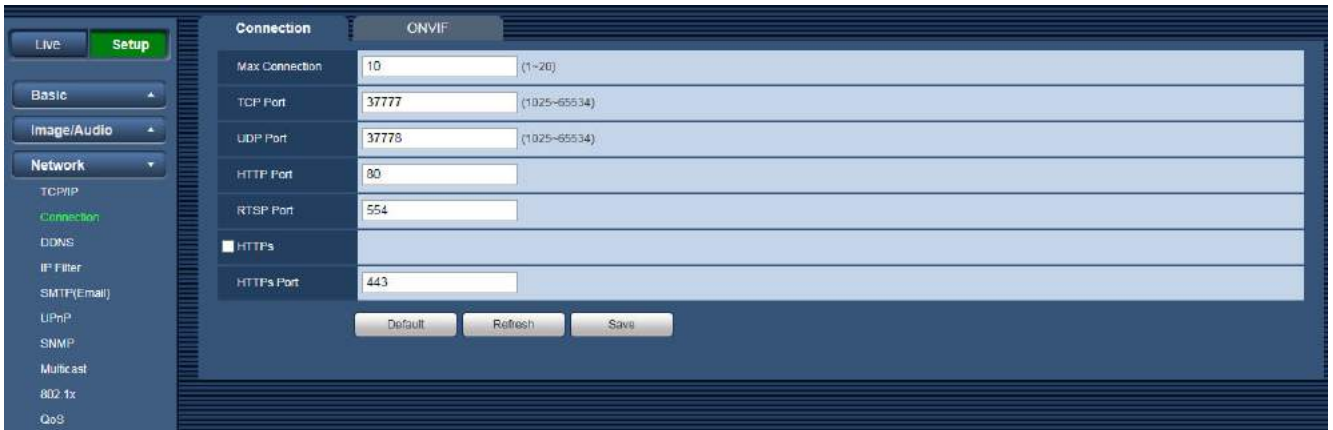 Live Setup
Basic
Image/Audio
Network
TCP/IP
Connection
DDNS
IP Filter
SMTP(Email)
UPnP
SNMP
Multicast
802.1x
QoS
Connection ONVIF
Max Connection 10 (1~20)
TCP Port 37777 (1025~65534)
UDP Port 37778 (1025~65534)
HTTP Port 80
RTSP Port 554
HTTPs
HTTPs Port 443
Default Refresh Save